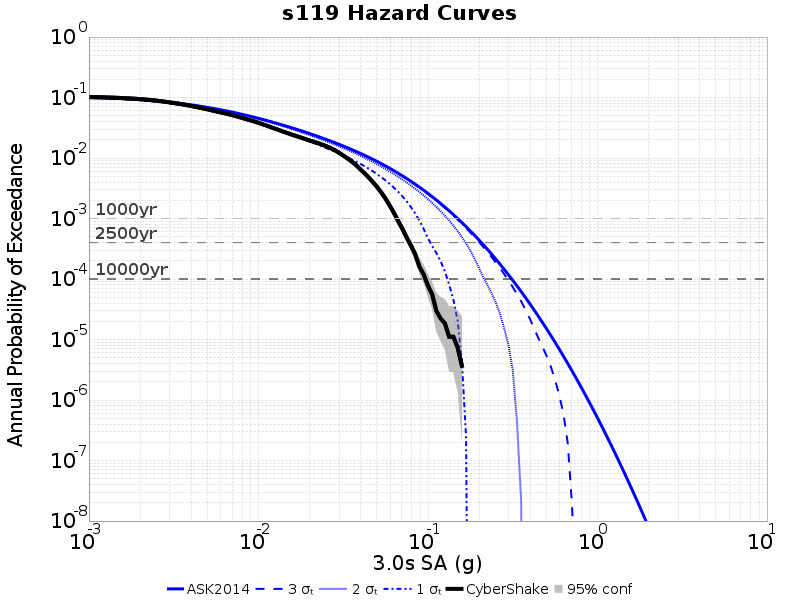 s119 Hazard Curves
Annual Probability of Exceedance
10^0
10^-1
10^-2
10^-3
10^-4
10^-5
10^-6
10^-7
10^-8
1000yr
2500yr
10000yr
10^-3 10^-2 10^-1 10^0 10^1
3.0s SA (g)
ASK2014 3 σₜ 2 σₜ 1 σₜ CyberShake 95% conf